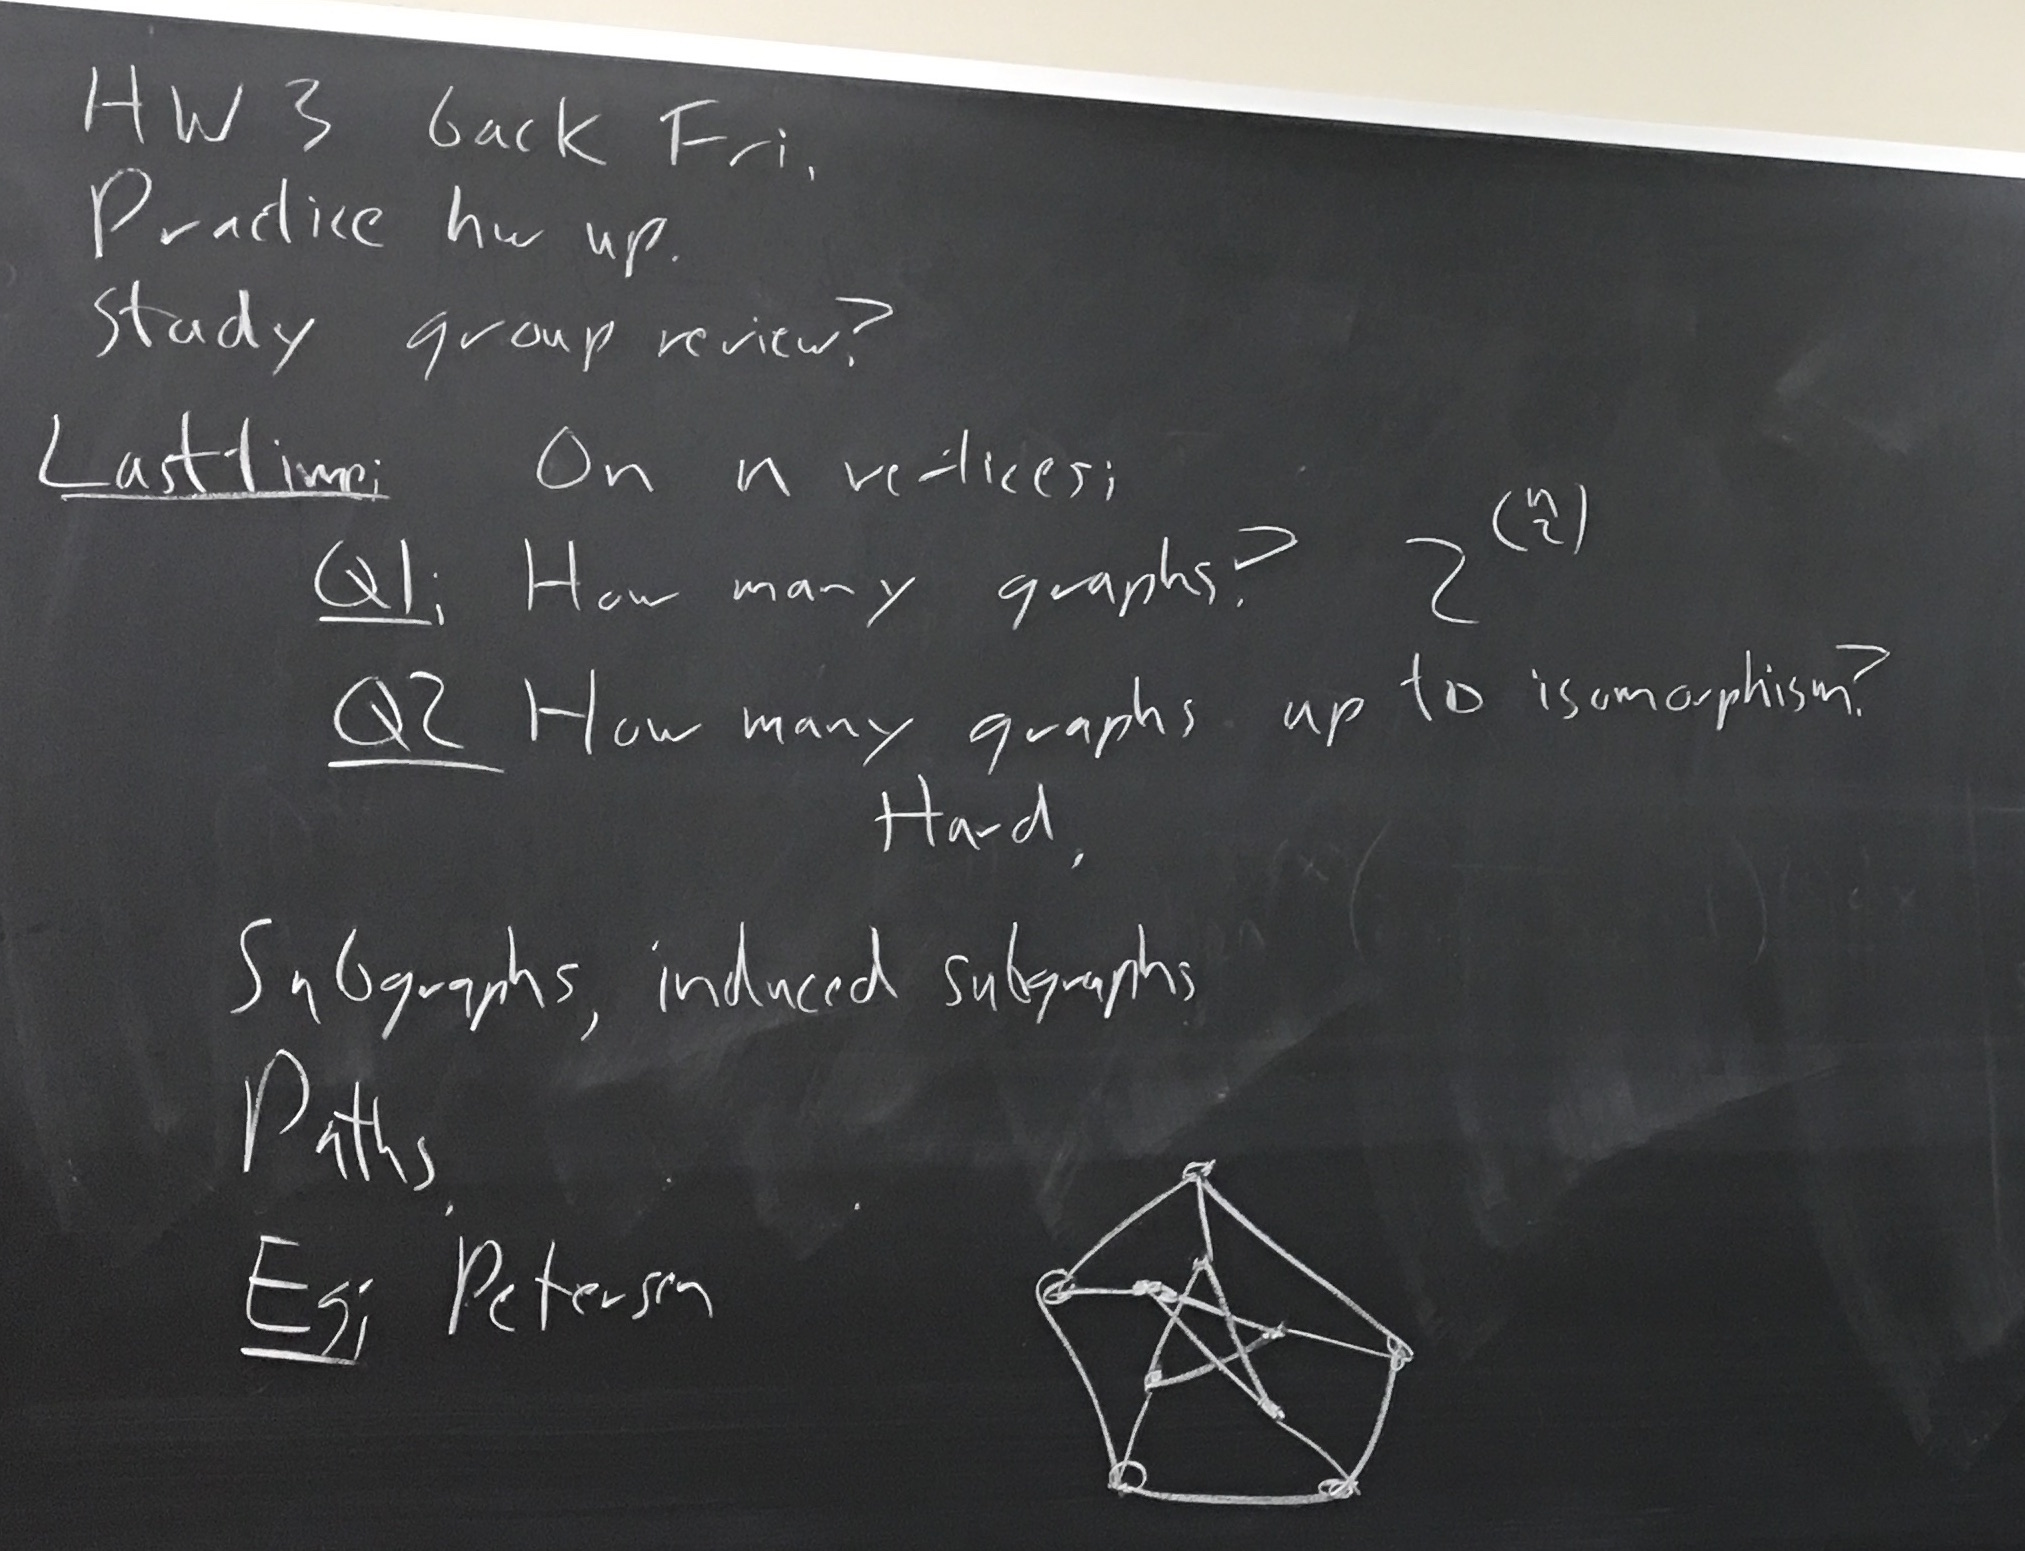 HW 3 back Fri.
Practice hw up.
Study group review?
Last time: On n vertices:
Q1: How many graphs? 2^(n 2)
Q2 How many graphs up to isomorphism?
Hard.
Subgraphs, induced subgraphs
Paths.
Eg: Petersen